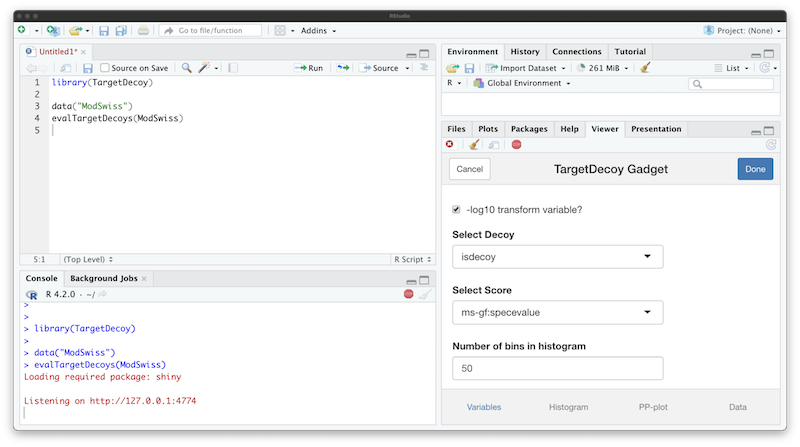 RStudio
Go to file/function
Addins
Project: (None)
Untitled1*
Source on Save
Run
Source
1 library(TargetDecoy)
2
3 data("ModSwiss")
4 evalTargetDecoys(ModSwiss)
5
5:1 (Top Level) R Script
Console Background Jobs
R 4.2.0 · ~/
>
>
> library(TargetDecoy)
>
> data("ModSwiss")
> evalTargetDecoys(ModSwiss)
Loading required package: shiny
Listening on http://127.0.0.1:4774
Environment History Connections Tutorial
Import Dataset 261 MiB List
R Global Environment
Files Plots Packages Help Viewer Presentation
Cancel TargetDecoy Gadget Done
-log10 transform variable?
Select Decoy
isdecoy
Select Score
ms-gf:specevalue
Number of bins in histogram
50
Variables Histogram PP-plot Data